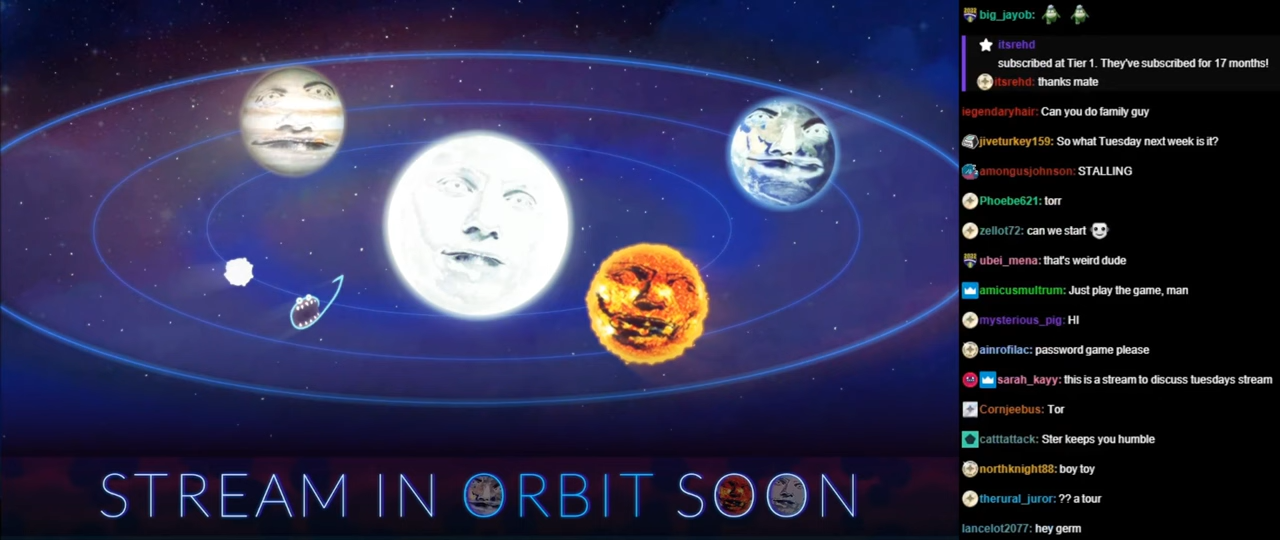 STREAM IN ORBIT SOON
big_jayob:
itsrehd
subscribed at Tier 1. They've subscribed for 17 months!
itsrehd: thanks mate
legendaryhair: Can you do family guy
jiveturkey159: So what Tuesday next week is it?
amongusjohnson: STALLING
Phoebe621: torr
zellot72: can we start
ubei_mena: that's weird dude
amicusmultrum: Just play the game, man
mysterious_pig: HI
ainrofilac: password game please
sarah_kayy: this is a stream to discuss tuesdays stream
Cornjeebus: Tor
catttattack: Ster keeps you humble
northknight88: boy toy
therural_juror: ?? a tour
lancelot2077: hey germ